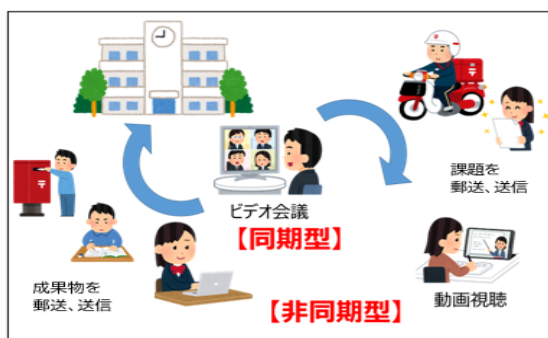 課題を
郵送、送信
ビデオ会議
【同期型】
成果物を
郵送、送信
【非同期型】
動画視聴